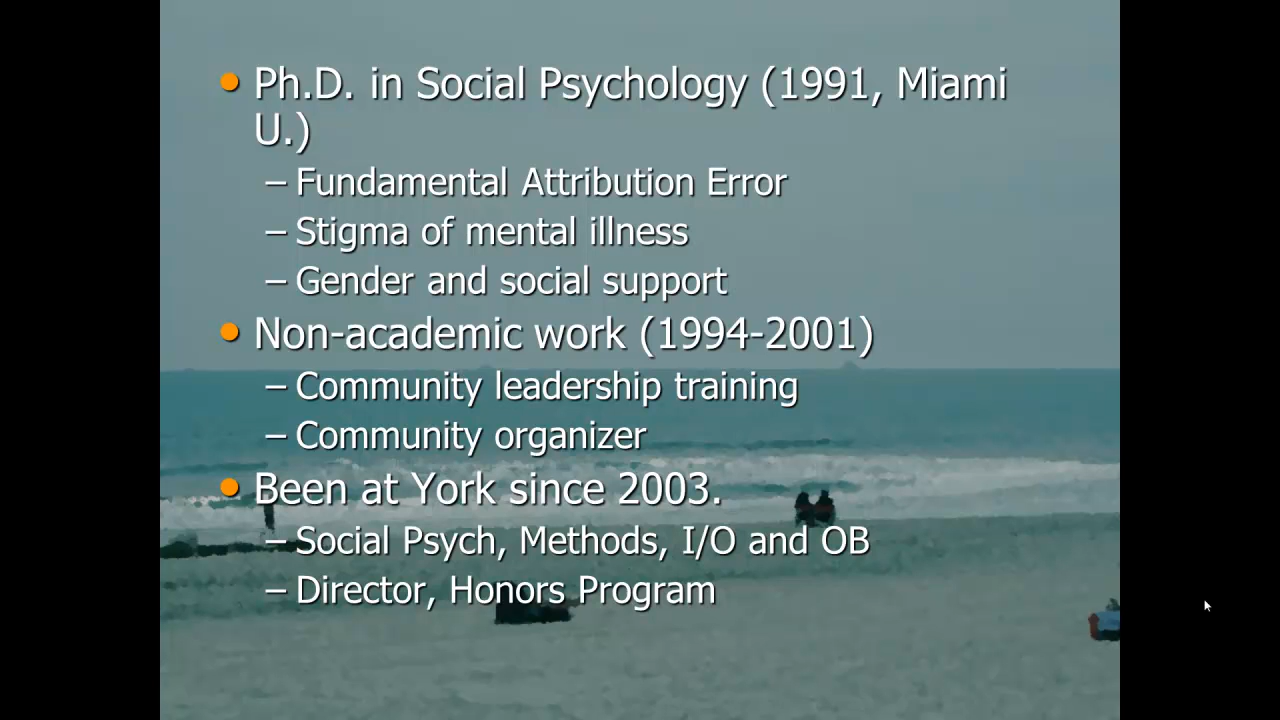 • Ph.D. in Social Psychology (1991, Miami
U.)
– Fundamental Attribution Error
– Stigma of mental illness
– Gender and social support
• Non-academic work (1994-2001)
– Community leadership training
– Community organizer
• Been at York since 2003.
– Social Psych, Methods, I/O and OB
– Director, Honors Program